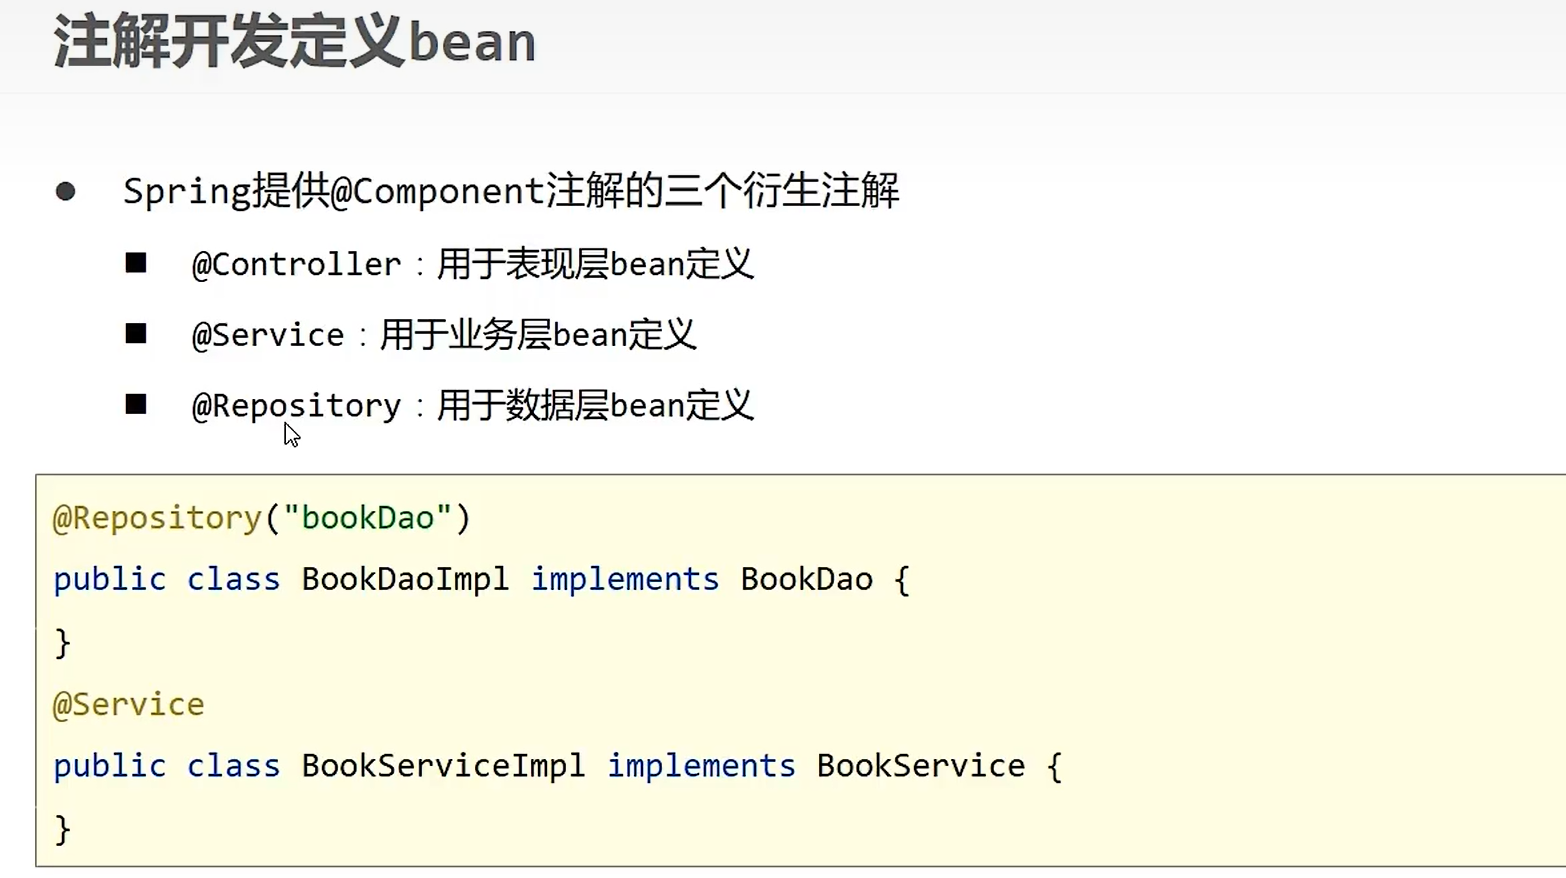 注解开发定义bean
Spring提供@Component注解的三个衍生注解
@Controller：用于表现层bean定义
@Service：用于业务层bean定义
@Repository：用于数据层bean定义
@Repository("bookDao")
public class BookDaoImpl implements BookDao {
}
@Service
public class BookServiceImpl implements BookService {
}